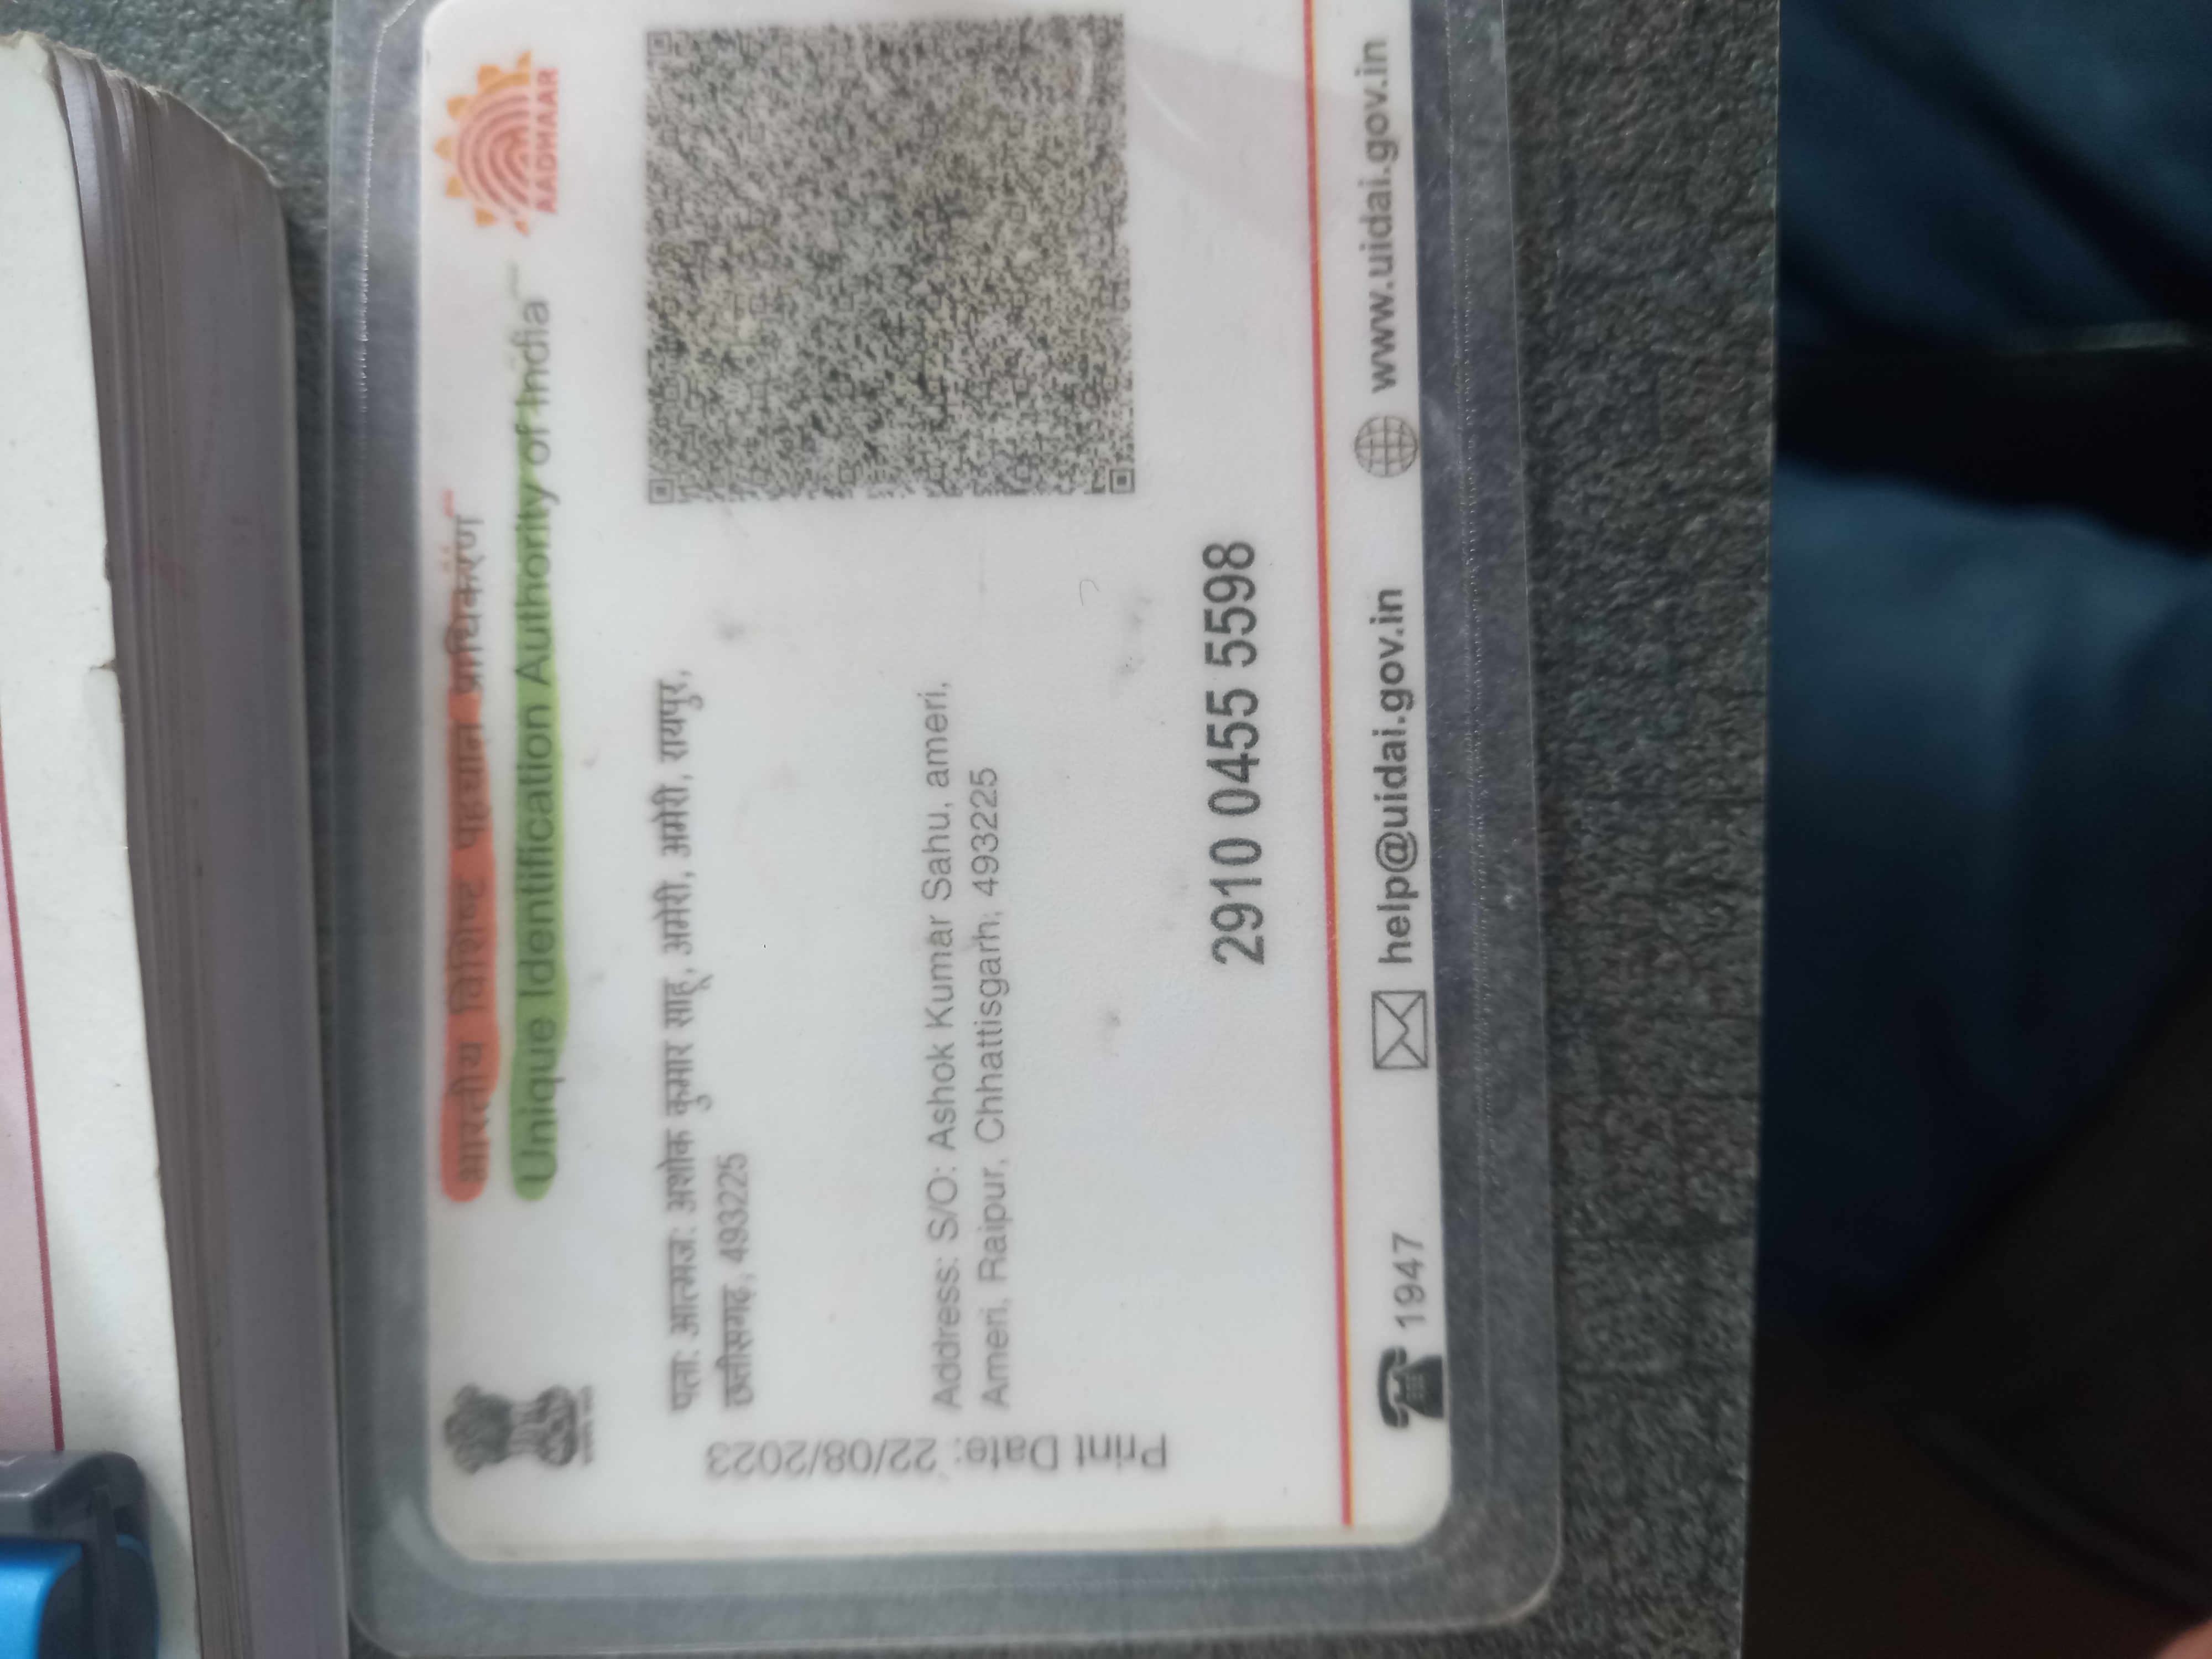 भारतीय विशिष्ट पहचान प्राधिकरण
Unique Identification Authority of India
AADHAAR
पता: आत्मज: अशोक कुमार साहू, अमेरी, अमेरी, रायपुर,
छत्तीसगढ़, 493225
Address: S/O: Ashok Kumar Sahu, ameri,
Ameri, Raipur, Chhattisgarh, 493225
Print Date: 22/08/2023
2910 0455 5598
1947
help@uidai.gov.in
www.uidai.gov.in